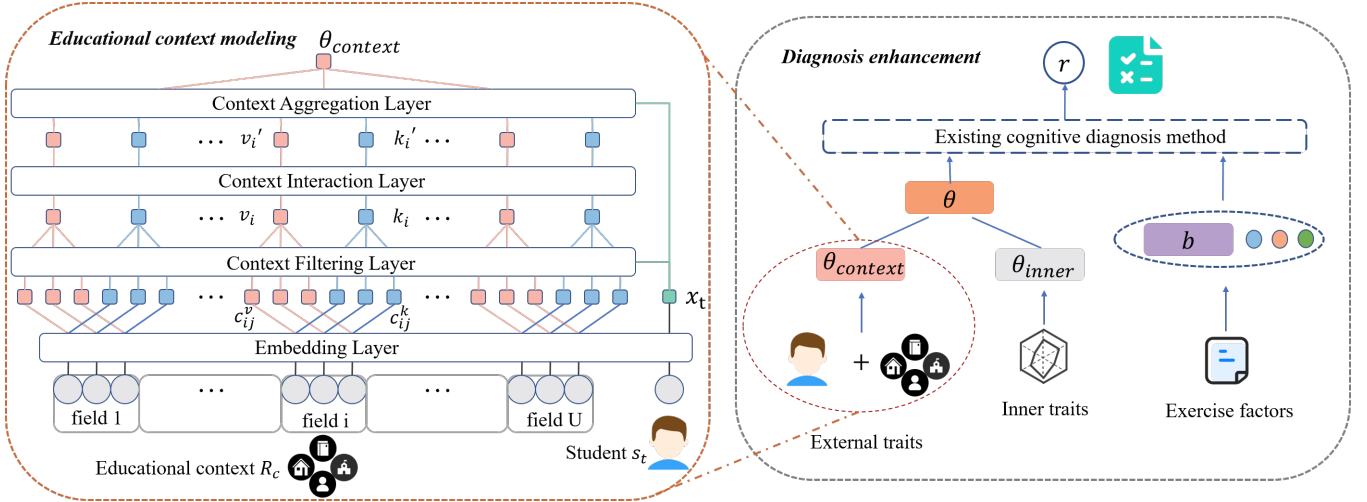 Educational context modeling
θ_context
Context Aggregation Layer
... v_i' ... k_i' ...
Context Interaction Layer
... v_i ... k_i ...
Context Filtering Layer
... c_ij^v ... c_ij^k ... x_t
Embedding Layer
... ...
field 1 field i field U
Educational context R_c
Student s_t
Diagnosis enhancement
r
Existing cognitive diagnosis method
θ
b
θ_context
θ_inner
+
External traits
Inner traits
Exercise factors